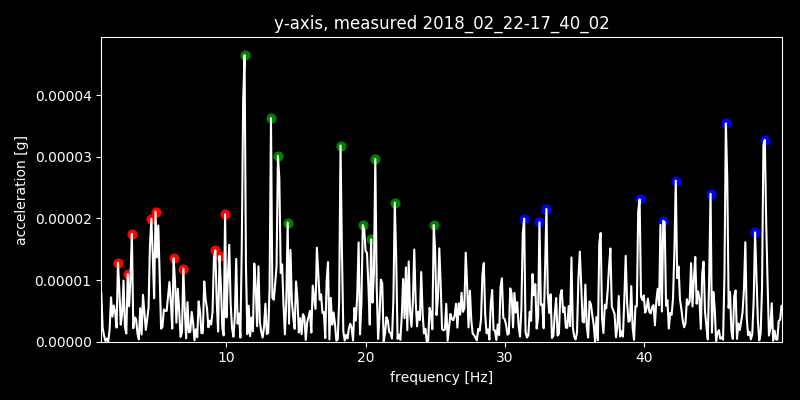 y-axis, measured 2018_02_22-17_40_02
acceleration [g]
0.00004
0.00003
0.00002
0.00001
0.00000
10 20 30 40
frequency [Hz]